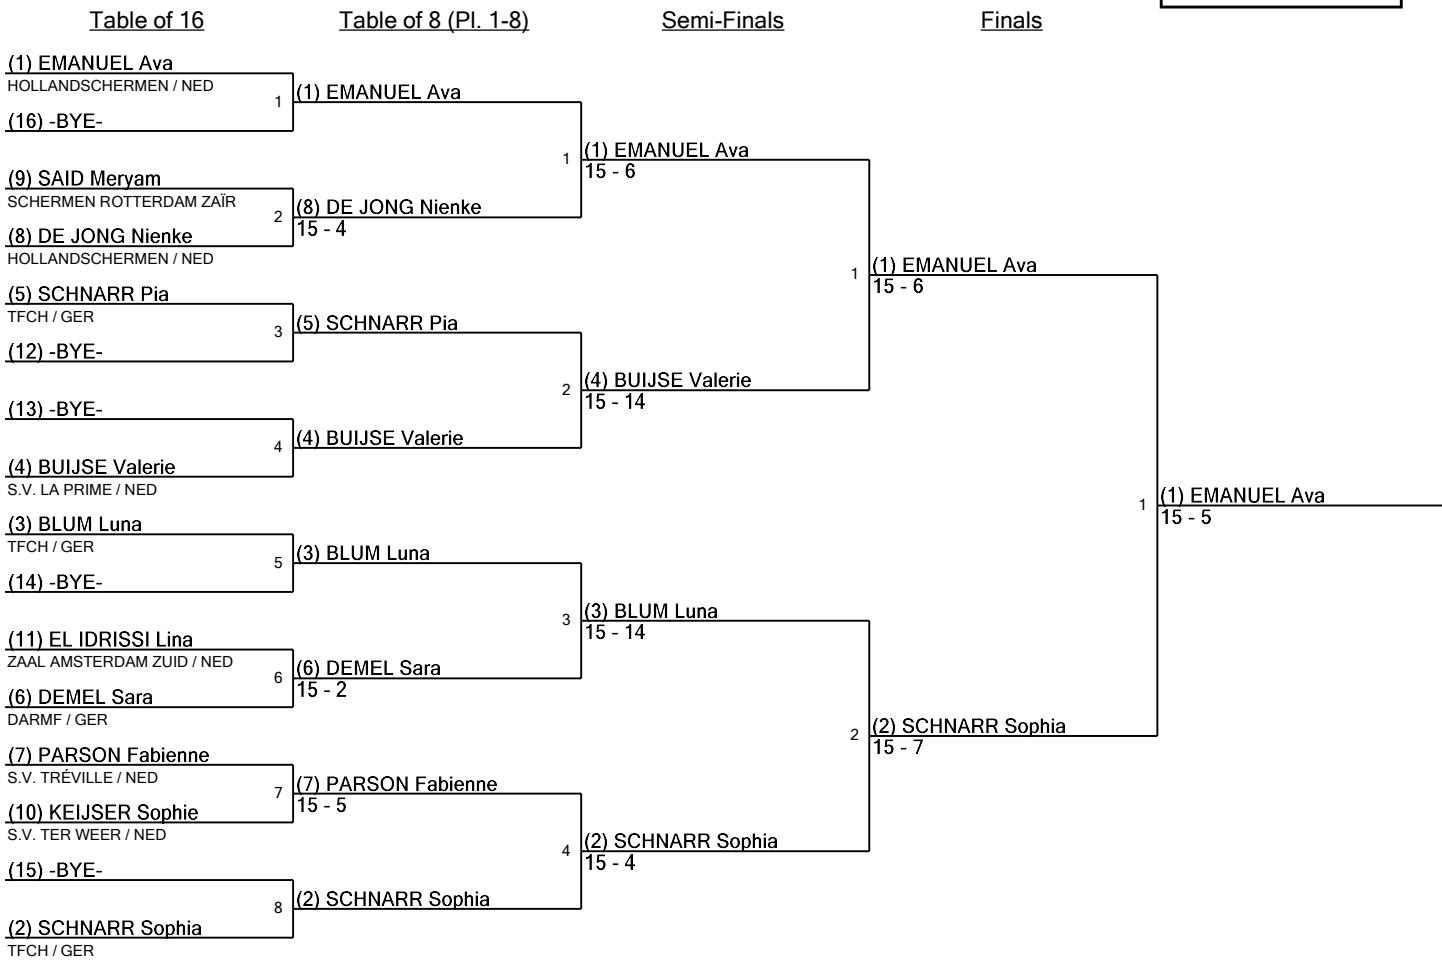 Table of 16
Table of 8 (Pl. 1-8)
Semi-Finals
Finals
(1) EMANUEL Ava
HOLLANDSCHERMEN / NED
1
(16) -BYE-
(9) SAID Meryam
SCHERMEN ROTTERDAM ZAÏR
2
(8) DE JONG Nienke
HOLLANDSCHERMEN / NED
(5) SCHNARR Pia
TFCH / GER
3
(12) -BYE-
(13) -BYE-
4
(4) BUIJSE Valerie
S.V. LA PRIME / NED
(3) BLUM Luna
TFCH / GER
5
(14) -BYE-
(11) EL IDRISSI Lina
ZAAL AMSTERDAM ZUID / NED
6
(6) DEMEL Sara
DARMF / GER
(7) PARSON Fabienne
S.V. TRÉVILLE / NED
7
(10) KEIJSER Sophie
S.V. TER WEER / NED
(15) -BYE-
8
(2) SCHNARR Sophia
TFCH / GER
(1) EMANUEL Ava
1
(8) DE JONG Nienke
15 - 4
(5) SCHNARR Pia
2
(4) BUIJSE Valerie
(3) BLUM Luna
3
(6) DEMEL Sara
15 - 2
(7) PARSON Fabienne
15 - 5
4
(2) SCHNARR Sophia
(1) EMANUEL Ava
15 - 6
1
(4) BUIJSE Valerie
15 - 14
(3) BLUM Luna
15 - 14
2
(2) SCHNARR Sophia
15 - 4
(1) EMANUEL Ava
15 - 6
1
(2) SCHNARR Sophia
15 - 7
(1) EMANUEL Ava
15 - 5